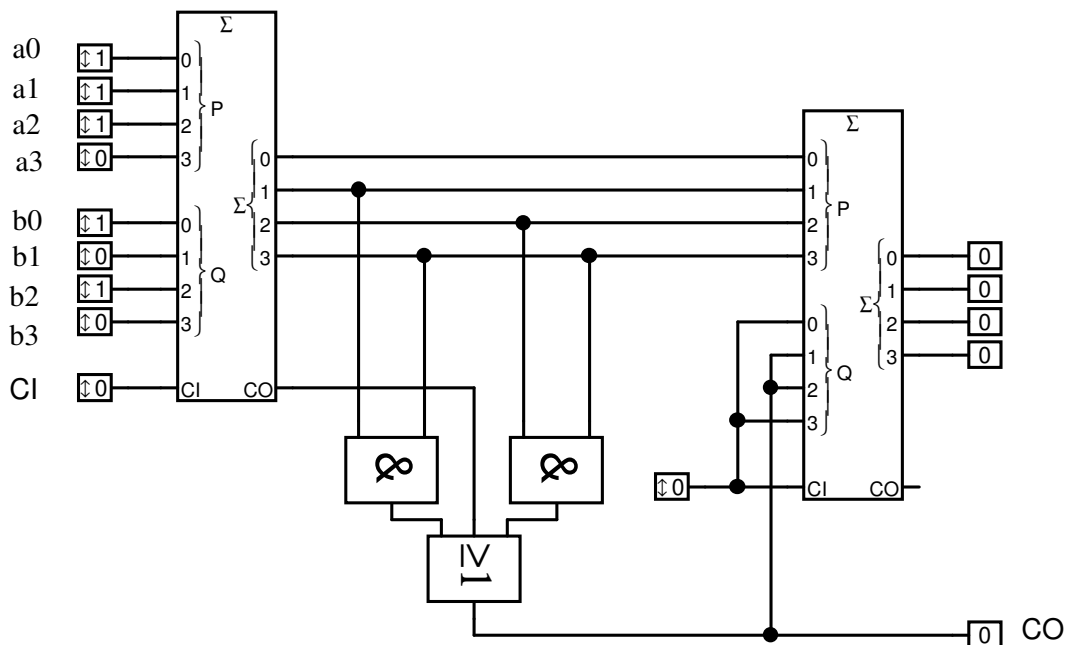 Σ
a0 ↕1 0
a1 ↕1 1 P
a2 ↕1 2
a3 ↕0 3
Σ 0 1 2 3
b0 ↕1 0
b1 ↕0 1 Q
b2 ↕1 2
b3 ↕0 3
CI ↕0 CI CO
&
&
≥1
Σ
0
1
P
2
3
Σ
0 0
1 0
2 0
3 0
0
1
Q
2
3
↕0 CI CO
0 CO